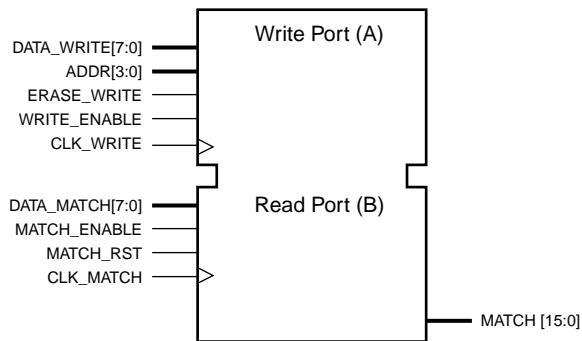 Write Port (A)
DATA_WRITE[7:0]
ADDR[3:0]
ERASE_WRITE
WRITE_ENABLE
CLK_WRITE
Read Port (B)
DATA_MATCH[7:0]
MATCH_ENABLE
MATCH_RST
CLK_MATCH
MATCH [15:0]